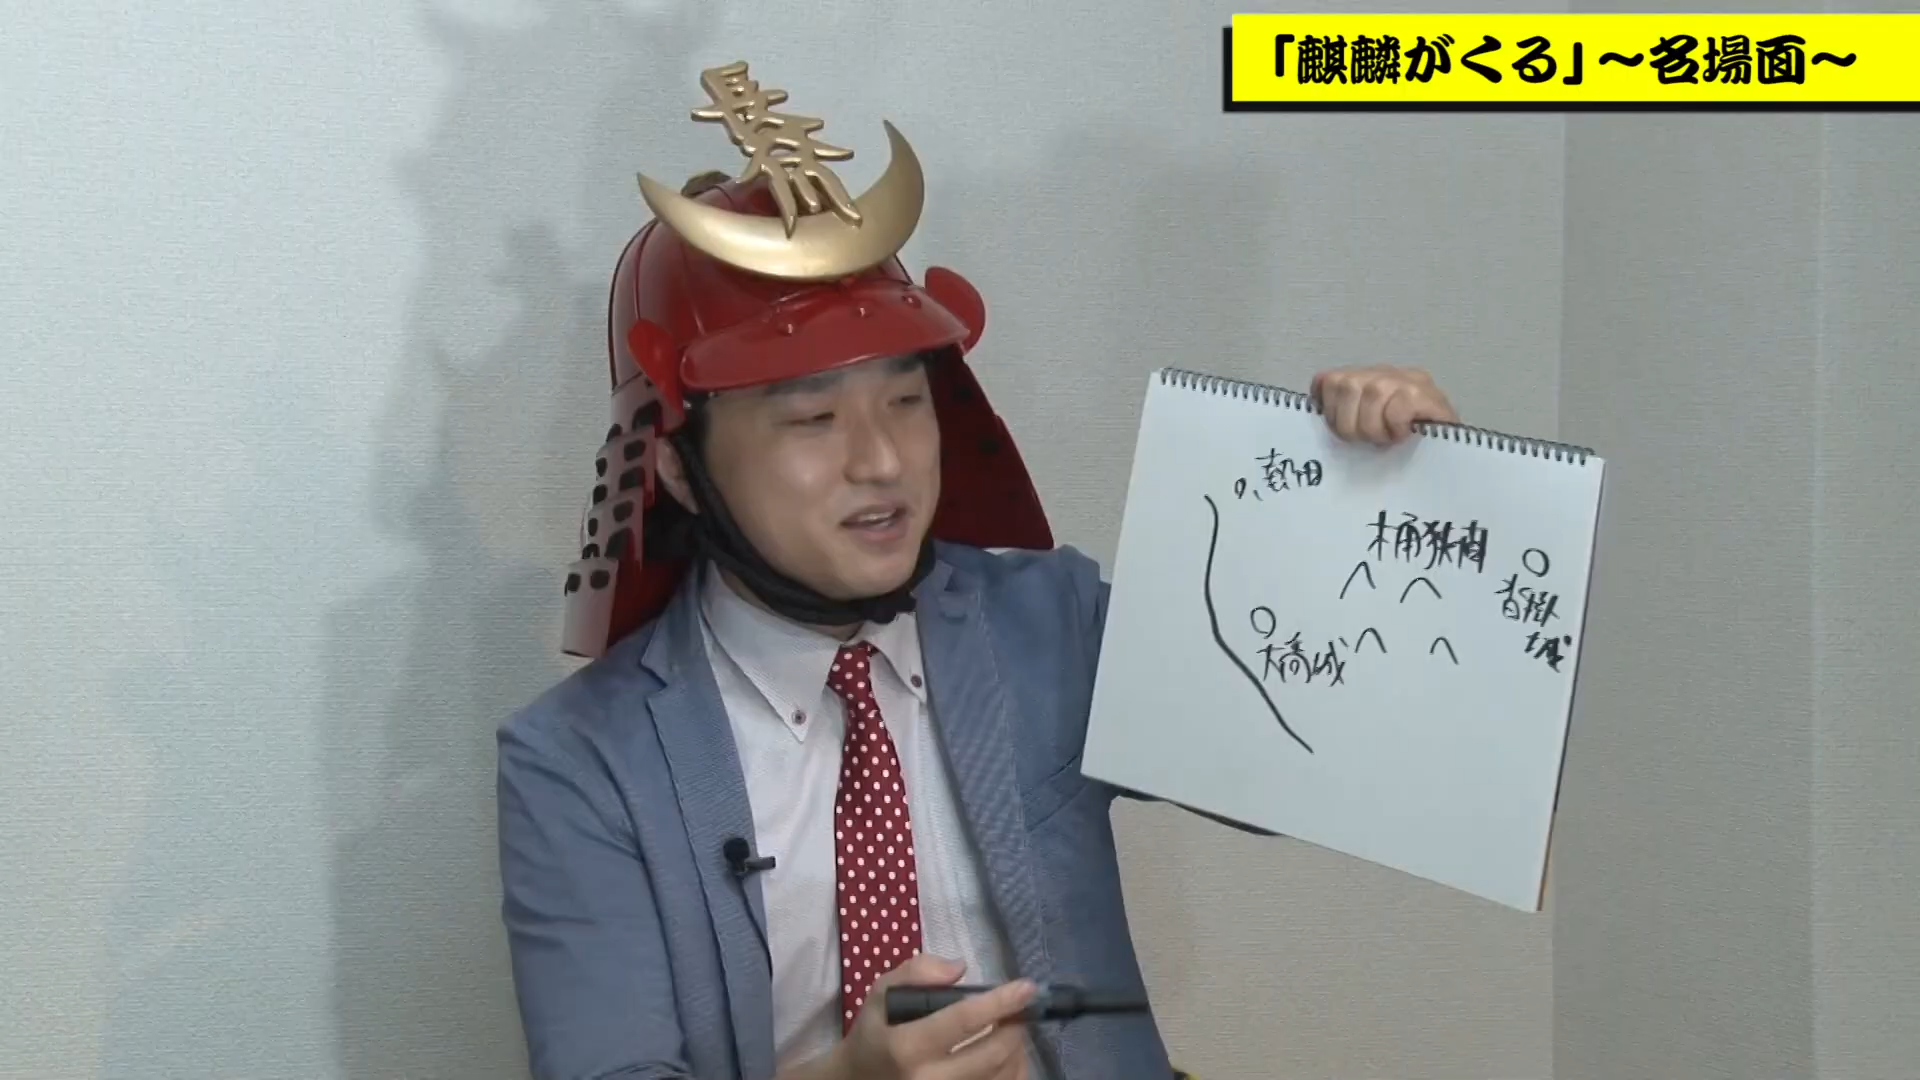 「麒麟がくる」～名場面～
長
熱田
桶狭間
沓掛
城
大高城